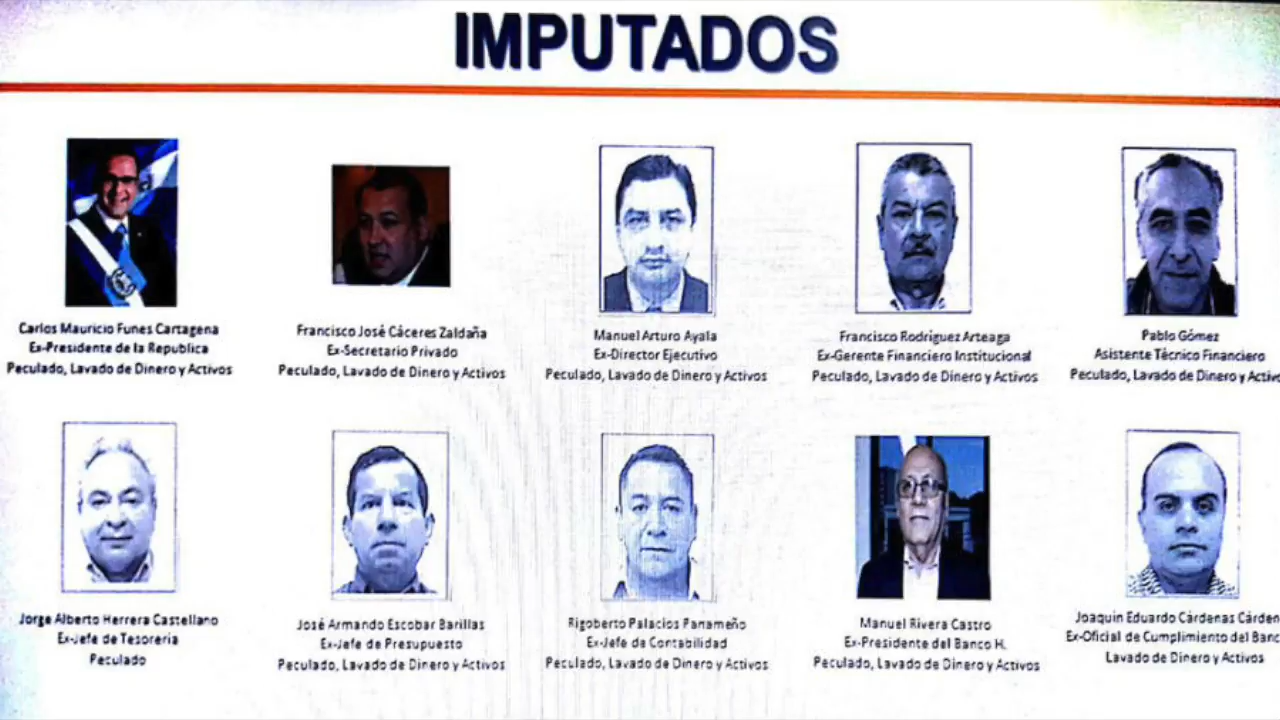 IMPUTADOS
Carlos Mauricio Funes Cartagena
Ex-Presidente de la Republica
Peculado, Lavado de Dinero y Activos
Francisco José Cáceres Zaldaña
Ex-Secretario Privado
Peculado, Lavado de Dinero y Activos
Manuel Arturo Ayala
Ex-Director Ejecutivo
Peculado, Lavado de Dinero y Activos
Francisco Rodríguez Arteaga
Ex-Gerente Financiero Institucional
Peculado, Lavado de Dinero y Activos
Pablo Gómez
Asistente Técnico Financiero
Peculado, Lavado de Dinero y Activ
Jorge Alberto Herrera Castellano
Ex-Jefe de Tesorería
Peculado
José Armando Escobar Barillas
Ex-Jefe de Presupuesto
Peculado, Lavado de Dinero y Activos
Rigoberto Palacios Panameño
Ex-Jefe de Contabilidad
Peculado, Lavado de Dinero y Activos
Manuel Rivera Castro
Ex-Presidente del Banco H.
Peculado, Lavado de Dinero y Activos
Joaquín Eduardo Cárdenas Cárden
Ex-Oficial de Cumplimiento del Banc
Lavado de Dinero y Activos